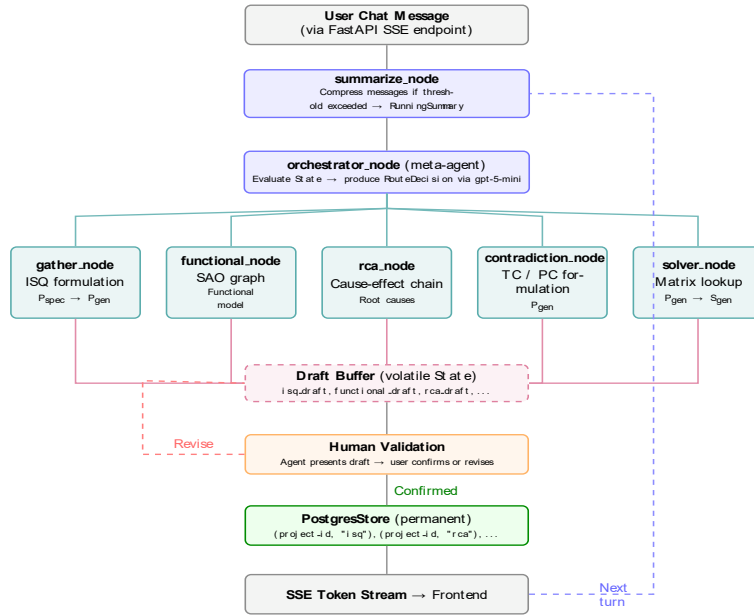 User Chat Message
(via FastAPI SSE endpoint)
summarize_node
Compress messages if thresh-
old exceeded → RunningSummary
orchestrator_node (meta-agent)
Evaluate State → produce RouteDecision via gpt-5-mini
gather_node
ISQ formulation
Pspec → Pgen
functional_node
SAO graph
Functional
model
rca_node
Cause-effect chain
Root causes
contradiction_node
TC / PC for-
mulation
Pgen
solver_node
Matrix lookup
Pgen → Sgen
Draft Buffer (volatile State)
isq_draft, functional_draft, rca_draft, ...
Revise
Human Validation
Agent presents draft → user confirms or revises
Confirmed
PostgresStore (permanent)
(project_id, "isq"), (project_id, "rca"), ...
SSE Token Stream → Frontend
Next
turn